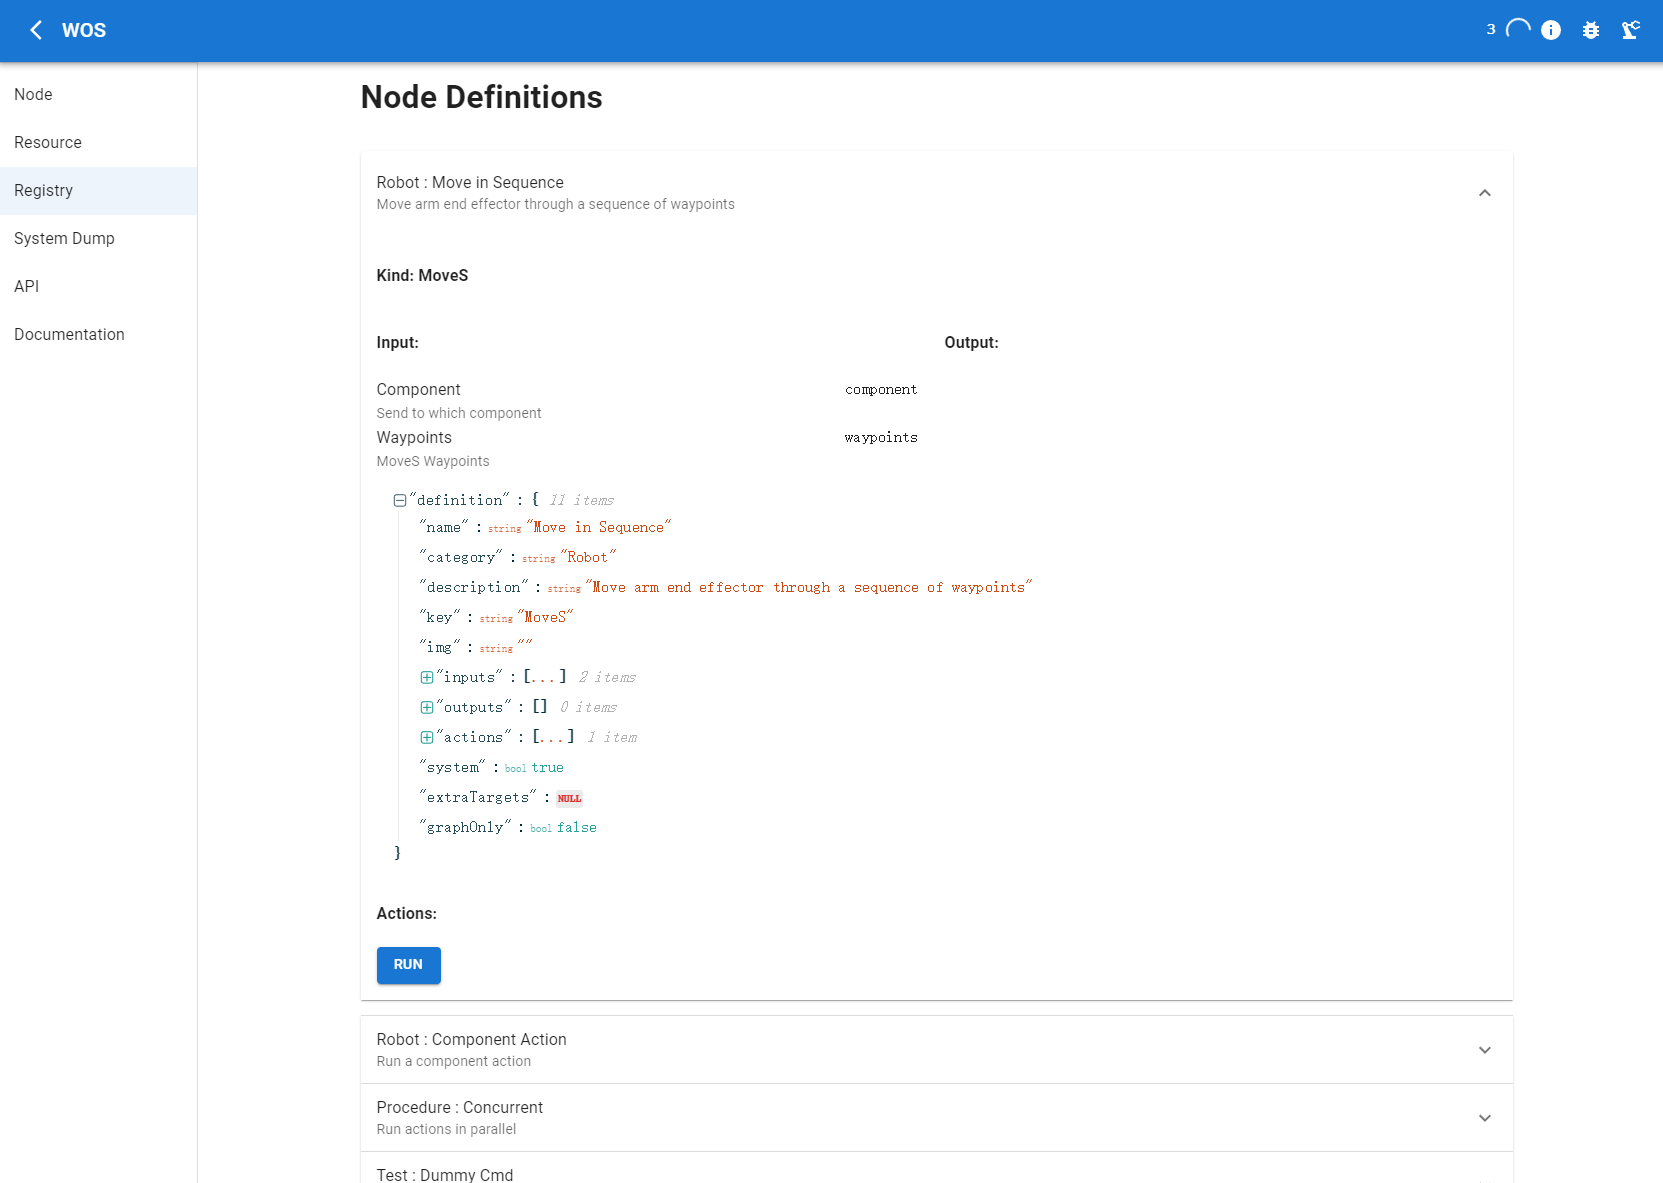 WOS
3
Node
Resource
Registry
System Dump
API
Documentation
Node Definitions
Robot : Move in Sequence
Move arm end effector through a sequence of waypoints
Kind: MoveS
Input: Output:
Component component
Send to which component
Waypoints waypoints
MoveS Waypoints
"definition" : { 11 items
"name" : string "Move in Sequence"
"category" : string "Robot"
"description" : string "Move arm end effector through a sequence of waypoints"
"key" : string "MoveS"
"img" : string ""
"inputs" : [...] 2 items
"outputs" : [] 0 items
"actions" : [...] 1 item
"system" : bool true
"extraTargets" : NULL
"graphOnly" : bool false
}
Actions:
RUN
Robot : Component Action
Run a component action
Procedure : Concurrent
Run actions in parallel
Test : Dummy Cmd